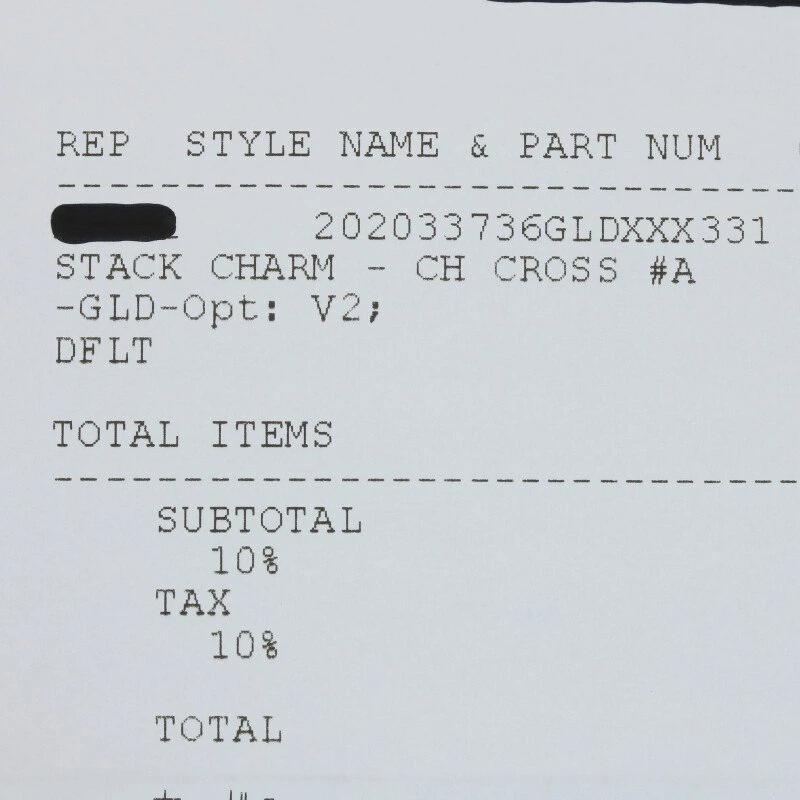 REP STYLE NAME & PART NUM
202033736GLDXXX331
STACK CHARM - CH CROSS #A
-GLD-Opt: V2;
DFLT
TOTAL ITEMS
SUBTOTAL
10%
TAX
10%
TOTAL